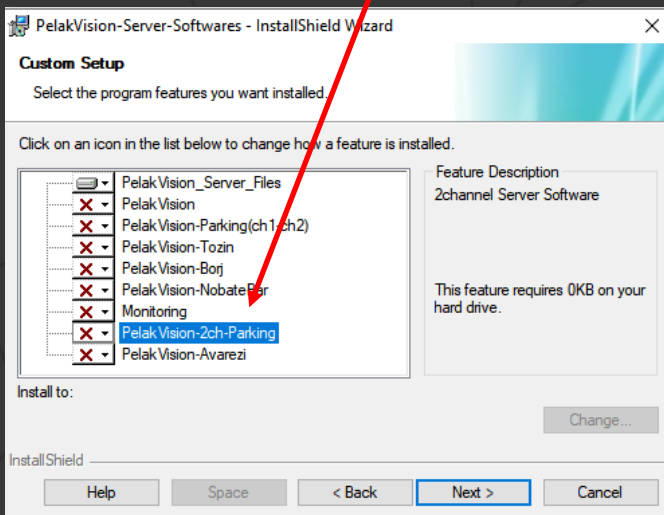 PelakVision-Server-Softwares - InstallShield Wizard
Custom Setup
Select the program features you want installed.
Click on an icon in the list below to change how a feature is installed.
PelakVision_Server_Files
PelakVision
PelakVision-Parking(ch1-ch2)
PelakVision-Tozin
PelakVision-Borj
PelakVision-NobateBar
Monitoring
PelakVision-2ch-Parking
PelakVision-Avarezi
Feature Description
2channel Server Software
This feature requires 0KB on your
hard drive.
Install to:
Change...
InstallShield
Help
Space
< Back
Next >
Cancel